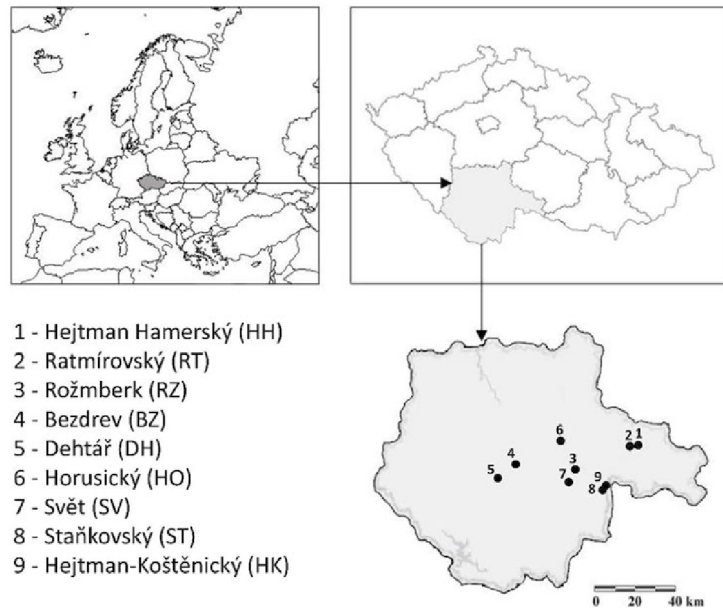 1 - Hejtman Hamerský (HH)
2 - Ratmírovský (RT)
3 - Rožmberk (RZ)
4 - Bezdrev (BZ)
5 - Dehtář (DH)
6 - Horusický (HO)
7 - Svět (SV)
8 - Staňkovský (ST)
9 - Hejtman-Koštěnický (HK)
6
2 1
4
3
5
7
9
8
0 20 40 km